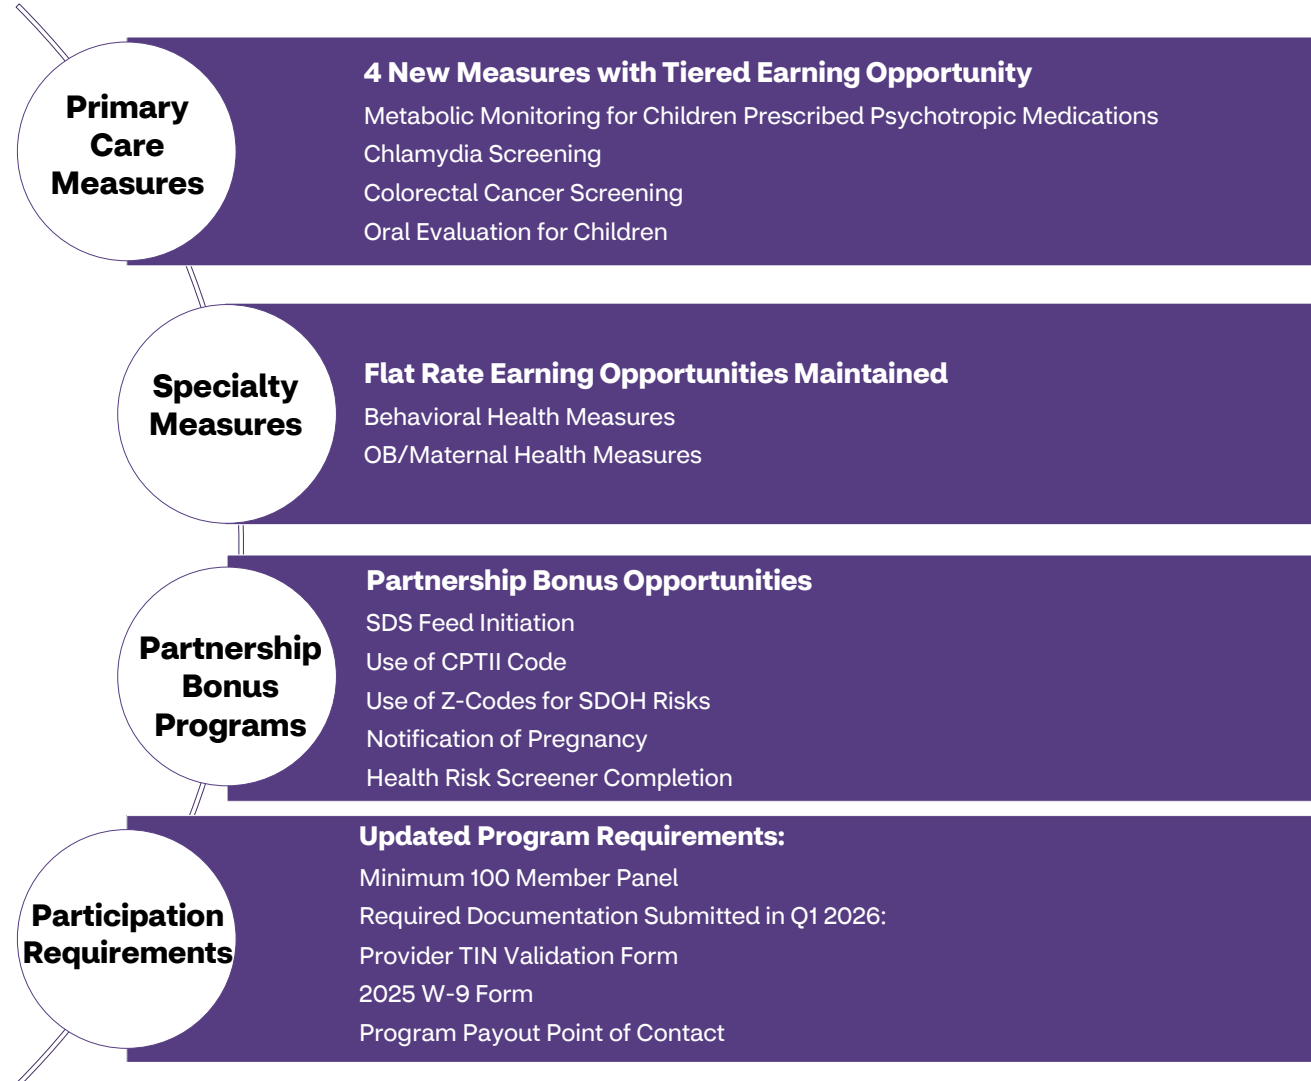 Primary
Care
Measures
4 New Measures with Tiered Earning Opportunity
Metabolic Monitoring for Children Prescribed Psychotropic Medications
Chlamydia Screening
Colorectal Cancer Screening
Oral Evaluation for Children
Specialty
Measures
Flat Rate Earning Opportunities Maintained
Behavioral Health Measures
OB/Maternal Health Measures
Partnership
Bonus
Programs
Partnership Bonus Opportunities
SDS Feed Initiation
Use of CPTII Code
Use of Z-Codes for SDOH Risks
Notification of Pregnancy
Health Risk Screener Completion
Participation
Requirements
Updated Program Requirements:
Minimum 100 Member Panel
Required Documentation Submitted in Q1 2026:
Provider TIN Validation Form
2025 W-9 Form
Program Payout Point of Contact